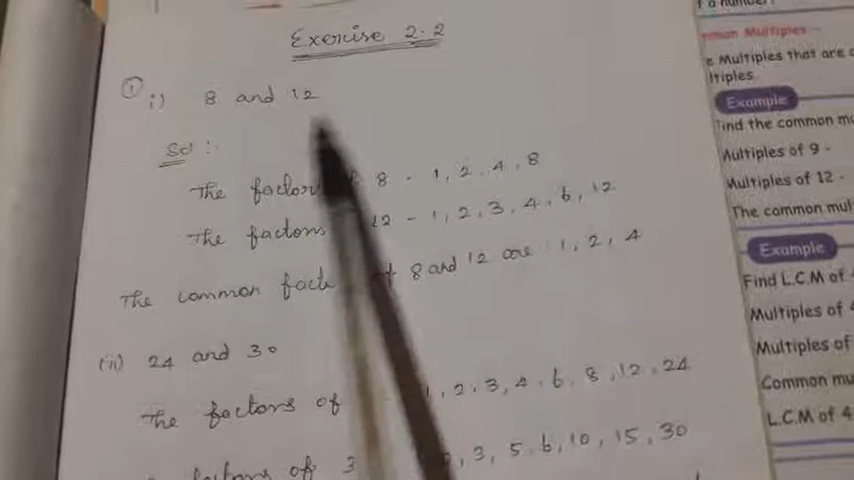 Exercise 2.2
① i) 8 and 12
Sol :
The factors 8 - 1, 2, 4, 8
The factors 12 - 1, 2, 3, 4, 6, 12
The common of 8 and 12 are 1, 2, 4
(ii) 24 and 30
The factors of 1, 2, 3, 4, 6, 8, 12, 24
factors of 3 , 3, 5, 6, 10, 15, 30
Multiples
Multiples that are
Example
Find the common
Multiples of 9 -
Multiples of 12 -
The common
Example
Find L.C.M of
Multiples of
Multiples of
Common
L.C.M of 4